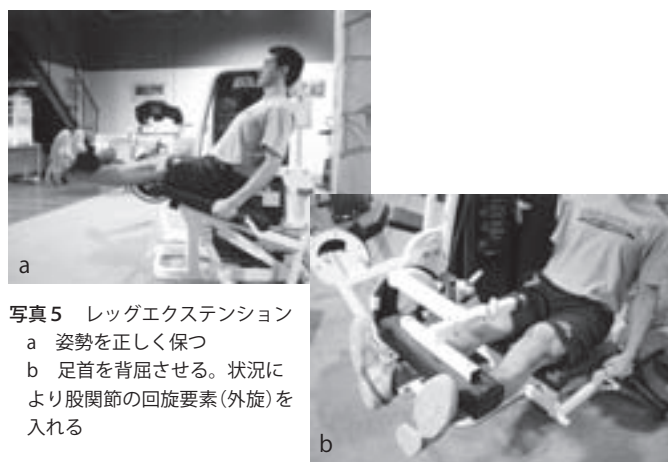 a
b
写真5　レッグエクステンション
a　姿勢を正しく保つ
b　足首を背屈させる。状況に
より股関節の回旋要素(外旋)を
入れる